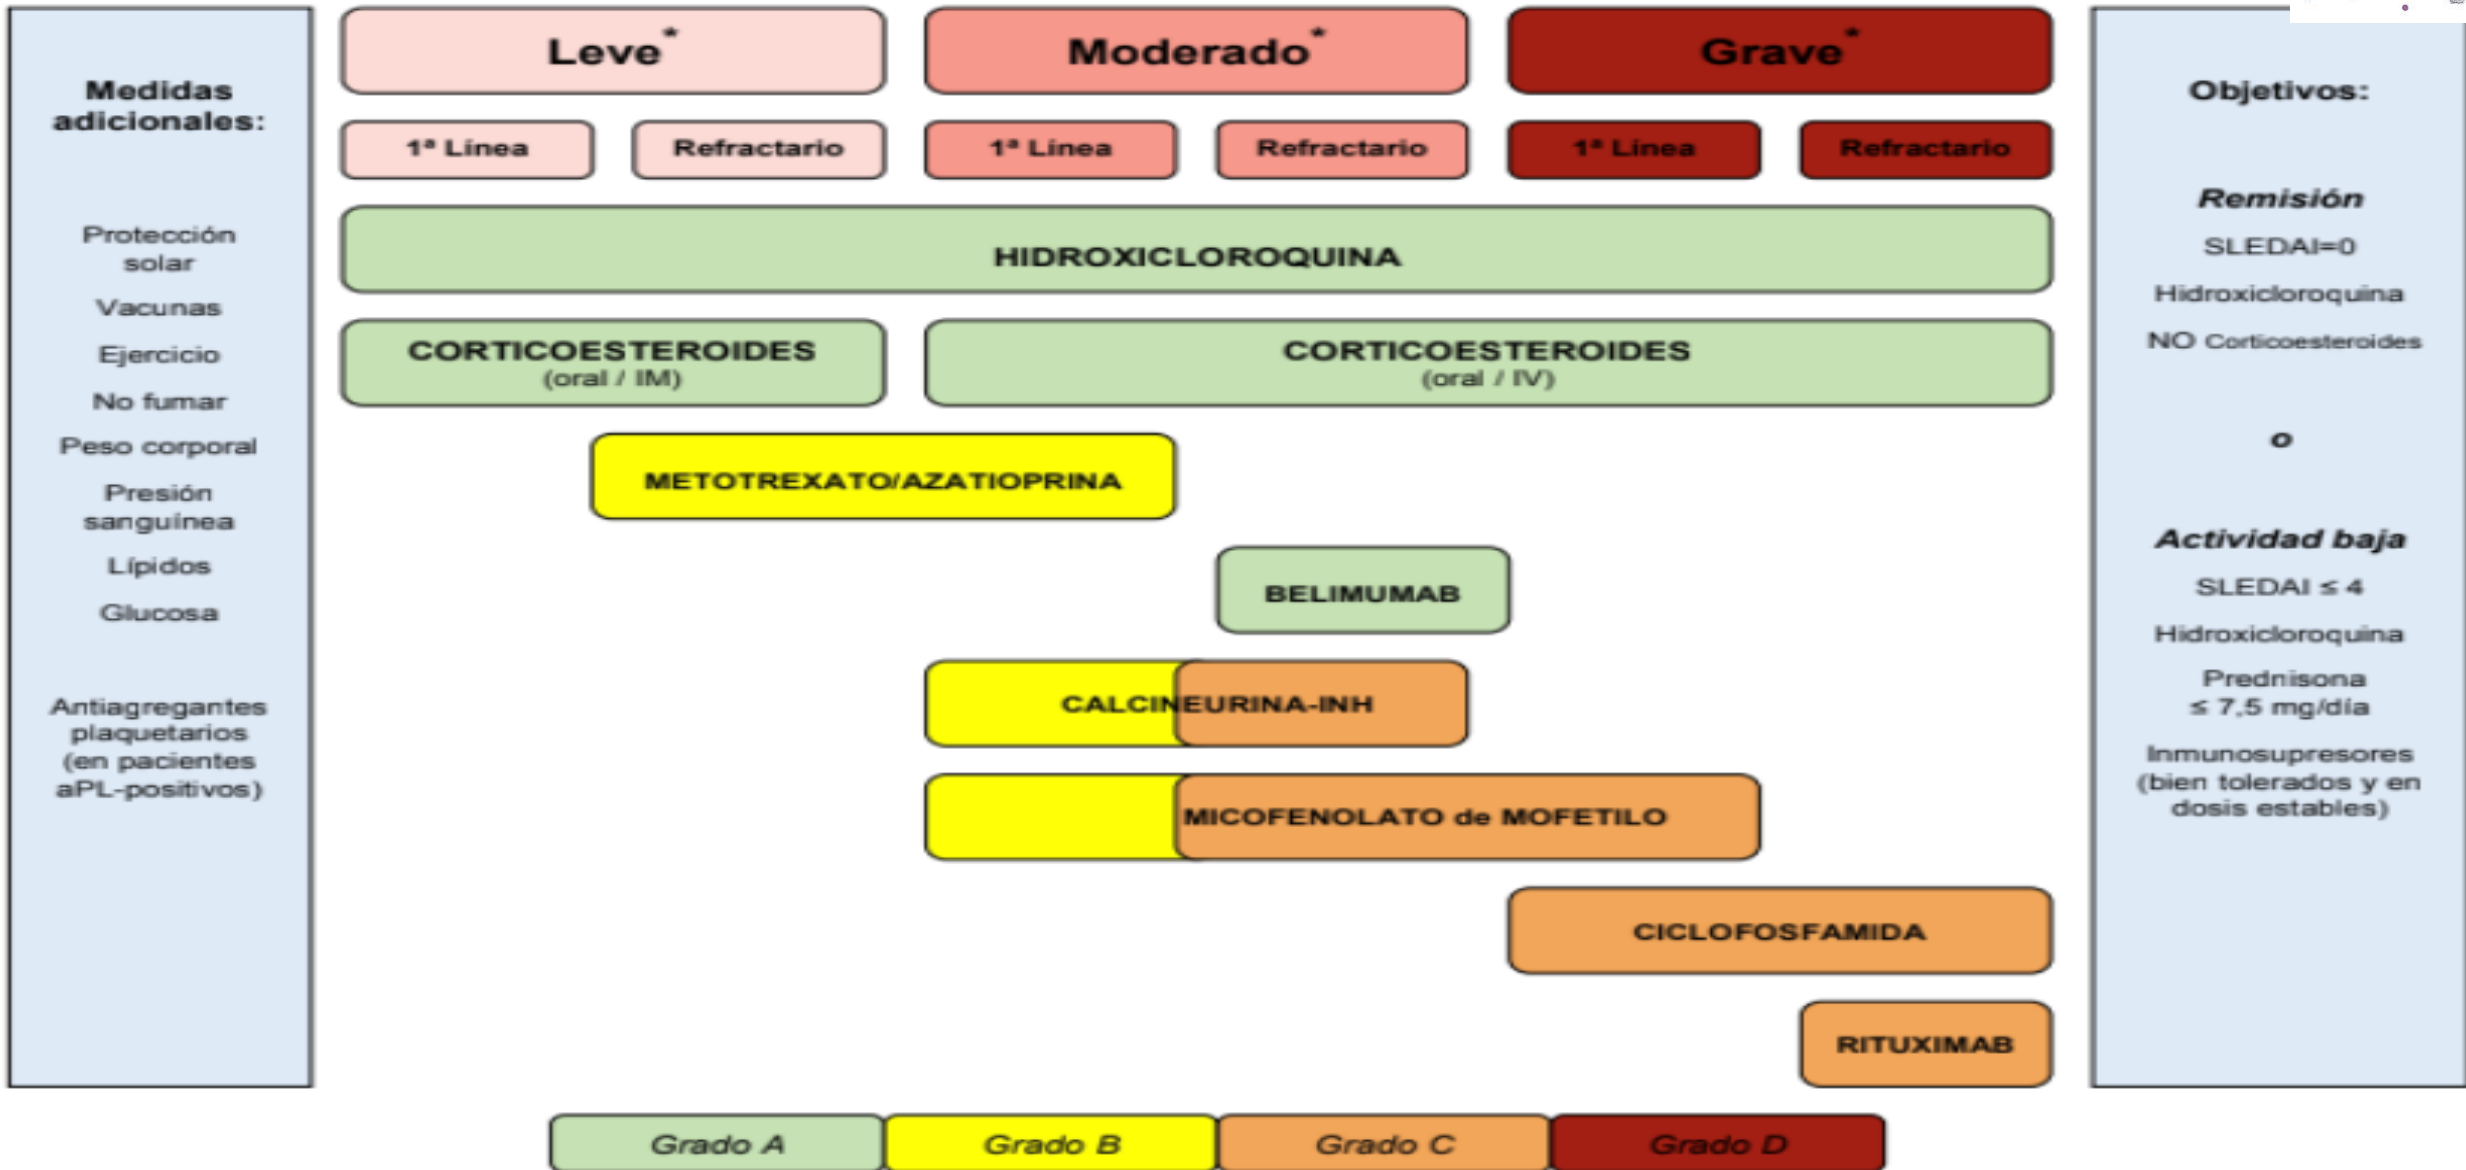 Medidas
adicionales:
Protección
solar
Vacunas
Ejercicio
No fumar
Peso corporal
Presión
sanguínea
Lípidos
Glucosa
Antiagregantes
plaquetarios
(en pacientes
aPL-positivos)
Leve*
Moderado*
Grave*
1ª Línea
Refractario
1ª Línea
Refractario
1ª Línea
Refractario
HIDROXICLOROQUINA
CORTICOESTEROIDES
(oral / IM)
CORTICOESTEROIDES
(oral / IV)
METOTREXATO/AZATIOPRINA
BELIMUMAB
CALCINEURINA-INH
MICOFENOLATO de MOFETILO
CICLOFOSFAMIDA
RITUXIMAB
Objetivos:
Remisión
SLEDAI=0
Hidroxicloroquina
NO Corticoesteroides
o
Actividad baja
SLEDAI ≤ 4
Hidroxicloroquina
Prednisona
≤ 7,5 mg/día
Inmunosupresores
(bien tolerados y en
dosis estables)
Grado A
Grado B
Grado C
Grado D